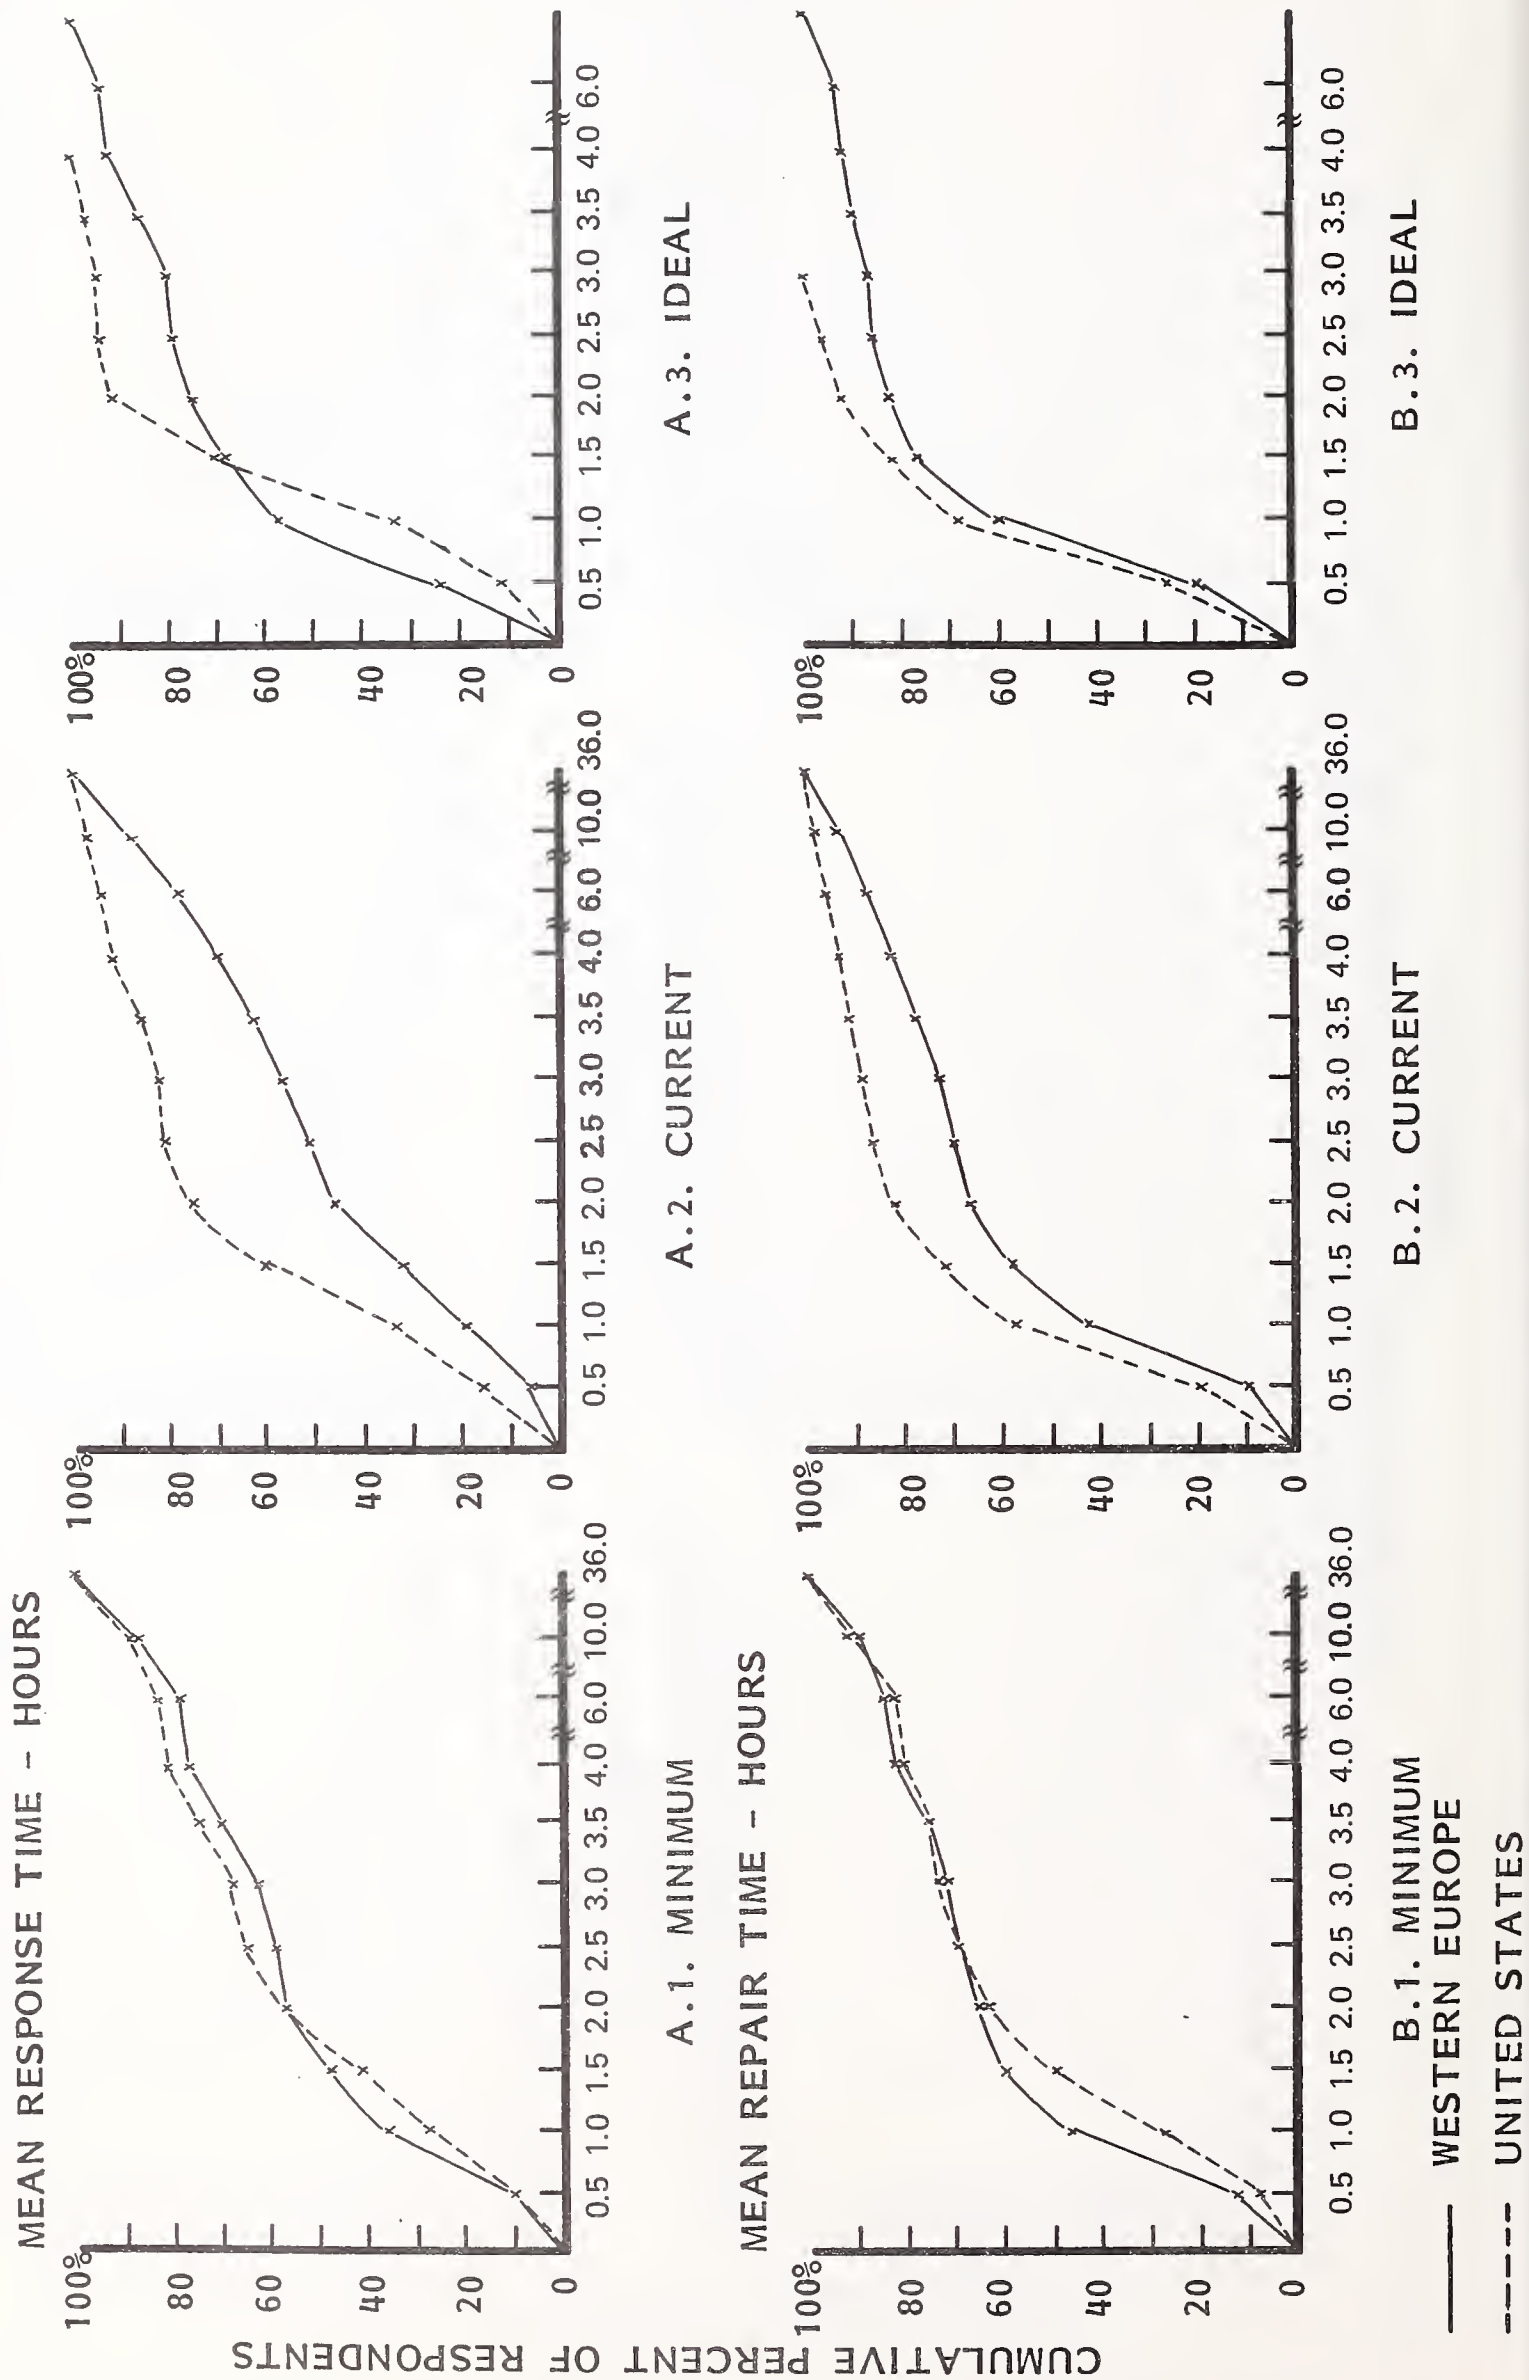 MEAN RESPONSE TIME – HOURS
CUMULATIVE PERCENT OF RESPONDENTS
100%
80
60
40
20
0
0.5 1.0 1.5 2.0 2.5 3.0 3.5 4.0 6.0 10.0 36.0
A.1. MINIMUM
100%
80
60
40
20
0
0.5 1.0 1.5 2.0 2.5 3.0 3.5 4.0 6.0 10.0 36.0
A.2. CURRENT
100%
80
60
40
20
0
0.5 1.0 1.5 2.0 2.5 3.0 3.5 4.0 6.0
A.3. IDEAL
MEAN REPAIR TIME – HOURS
100%
80
60
40
20
0
0.5 1.0 1.5 2.0 2.5 3.0 3.5 4.0 6.0 10.0 36.0
B.1. MINIMUM
100%
80
60
40
20
0
0.5 1.0 1.5 2.0 2.5 3.0 3.5 4.0 6.0 10.0 36.0
B.2. CURRENT
100%
80
60
40
20
0
0.5 1.0 1.5 2.0 2.5 3.0 3.5 4.0 6.0
B.3. IDEAL
WESTERN EUROPE
UNITED STATES